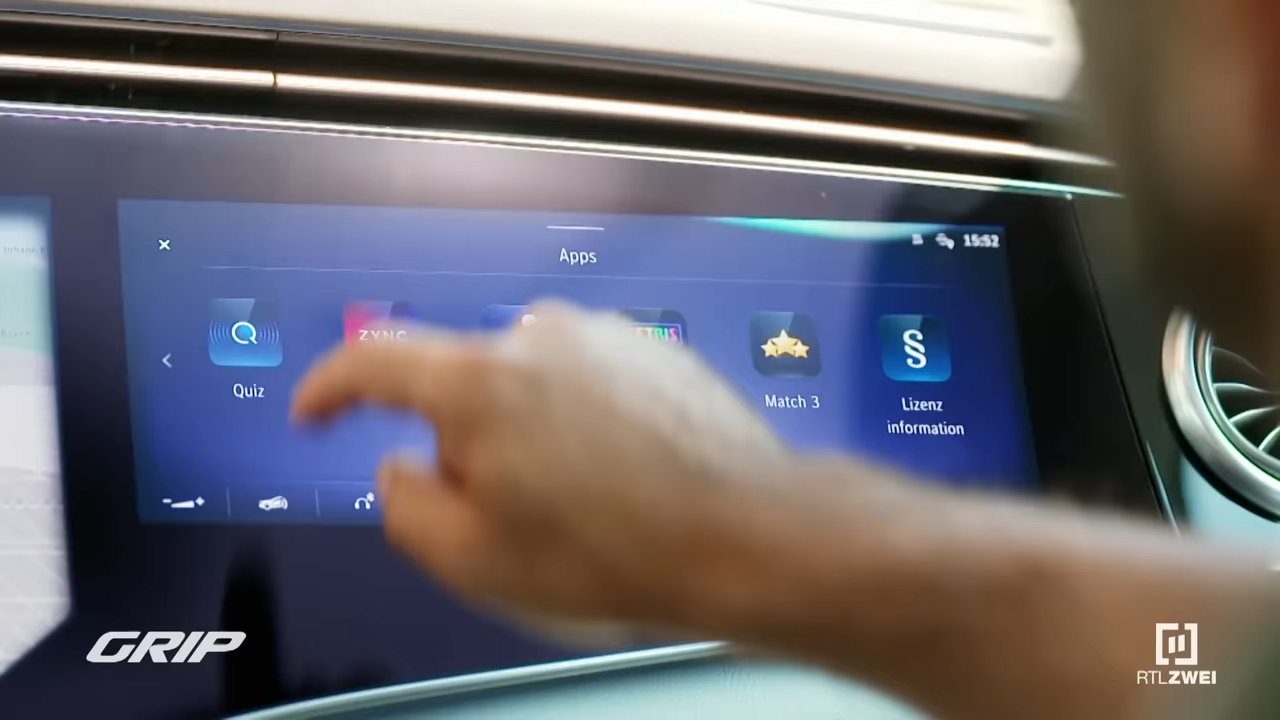 15:52
Apps
ZYNC
Quiz
Match 3
Lizenz
information
GRIP
RTLZWEI